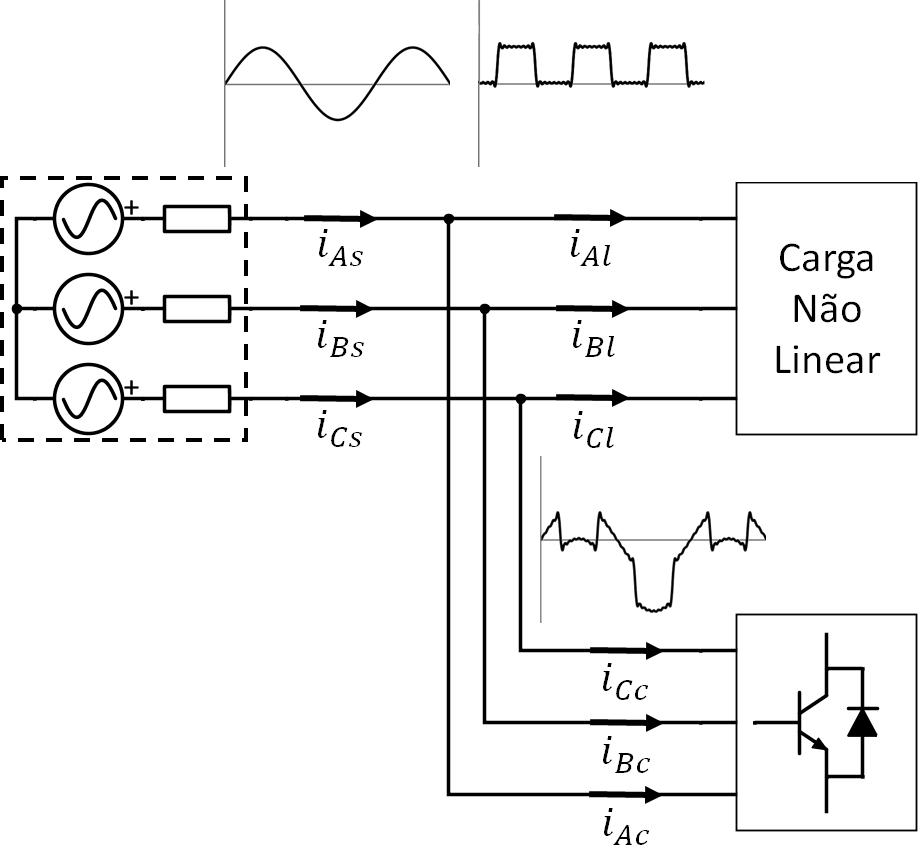 +
i_As
i_Al
+
i_Bs
i_Bl
+
i_Cs
i_Cl
Carga
Não
Linear
i_Cc
i_Bc
i_Ac